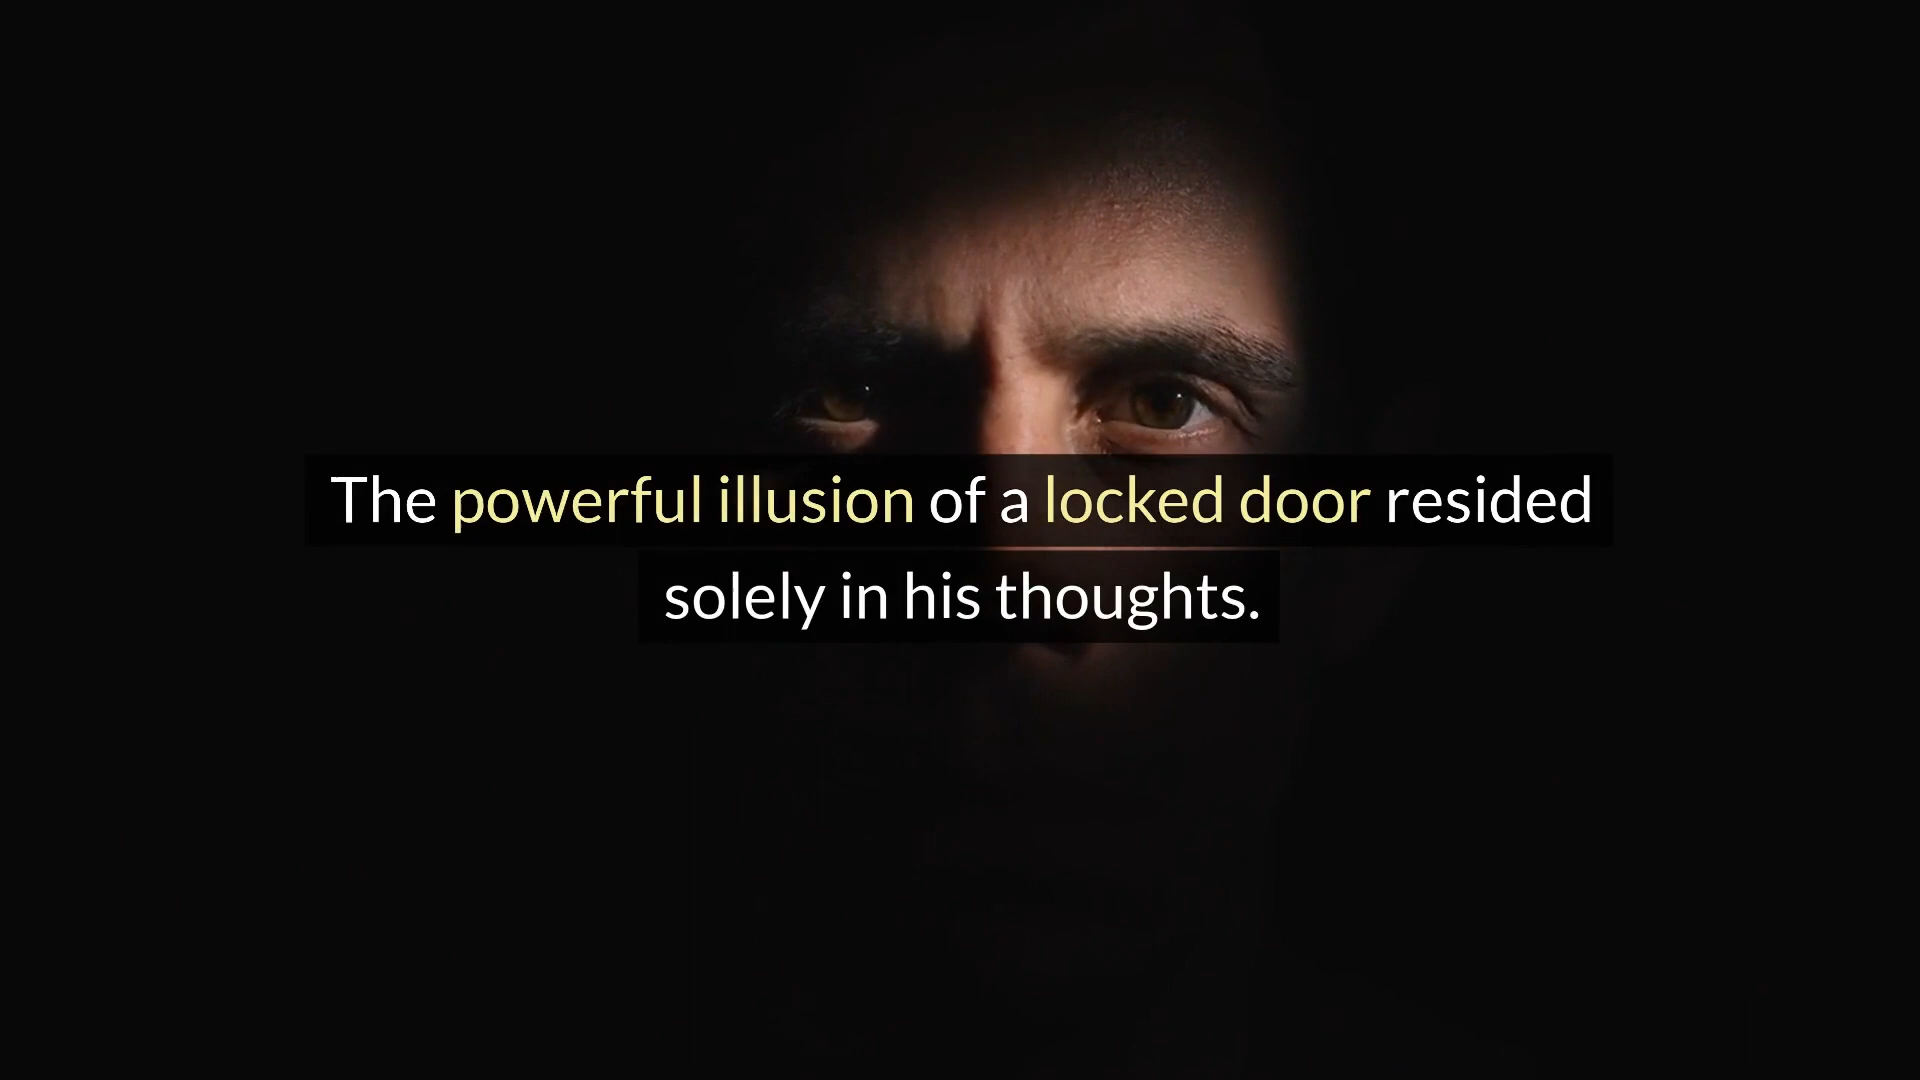 The powerful illusion of a locked door resided
solely in his thoughts.